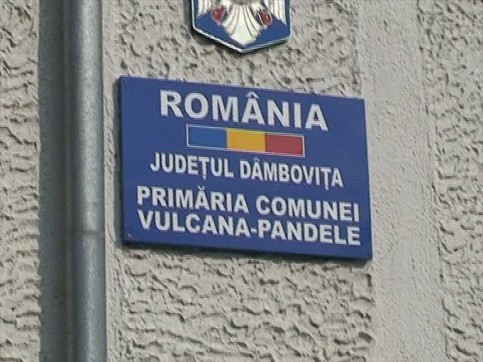 ROMÂNIA
JUDEȚUL DÂMBOVIȚA
PRIMĂRIA COMUNEI
VULCANA-PANDELE